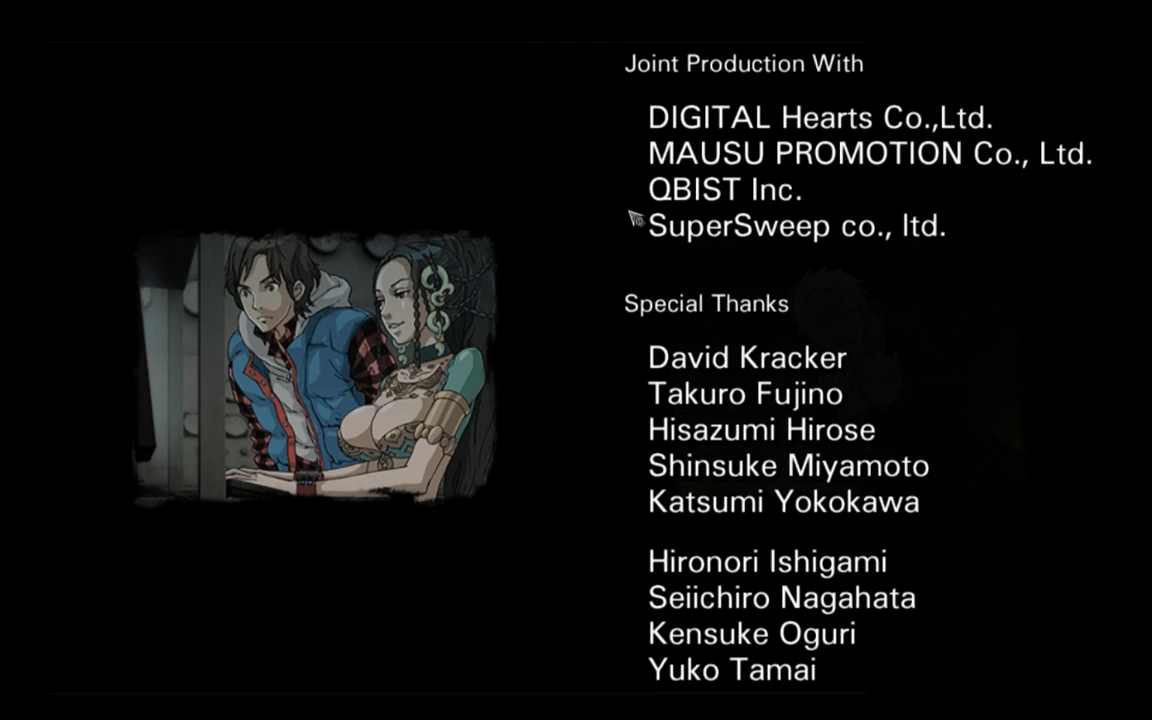 Joint Production With
DIGITAL Hearts Co.,Ltd.
MAUSU PROMOTION Co., Ltd.
QBIST Inc.
SuperSweep co., ltd.
Special Thanks
David Kracker
Takuro Fujino
Hisazumi Hirose
Shinsuke Miyamoto
Katsumi Yokokawa
Hironori Ishigami
Seiichiro Nagahata
Kensuke Oguri
Yuko Tamai